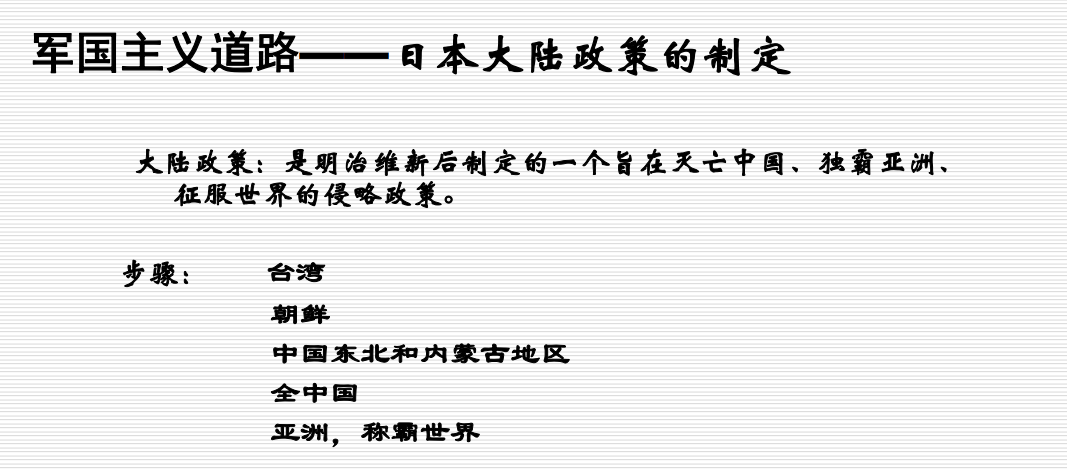 军国主义道路——日本大陆政策的制定
大陆政策：是明治维新后制定的一个旨在灭亡中国、独霸亚洲、
征服世界的侵略政策。
步骤： 台湾
朝鲜
中国东北和内蒙古地区
全中国
亚洲，称霸世界